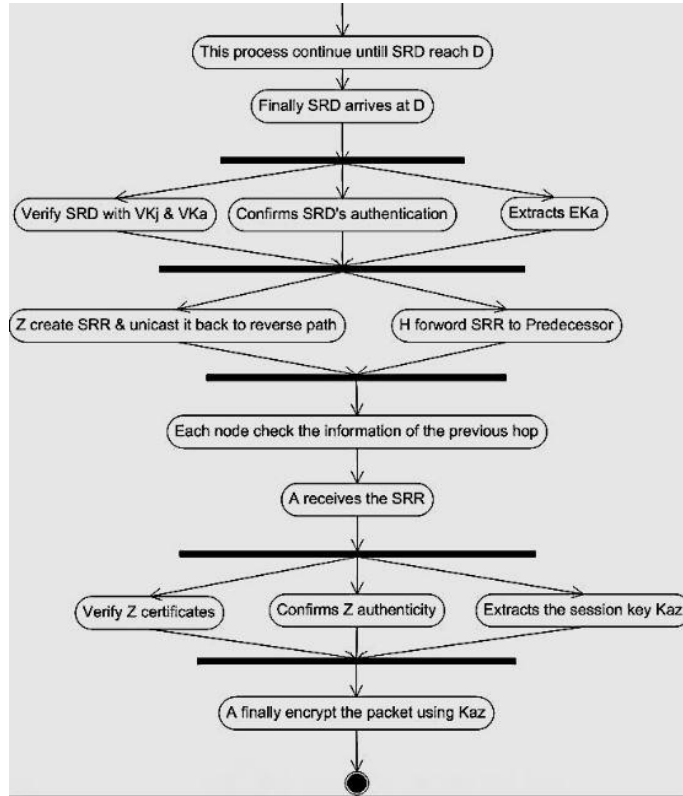 This process continue untill SRD reach D
Finally SRD arrives at D
Verify SRD with VKj & VKa
Confirms SRD's authentication
Extracts EKa
Z create SRR & unicast it back to reverse path
H forword SRR to Predecessor
Each node check the information of the previous hop
A receives the SRR
Verify Z certificates
Confirms Z authenticity
Extracts the session key Kaz
A finally encrypt the packet using Kaz